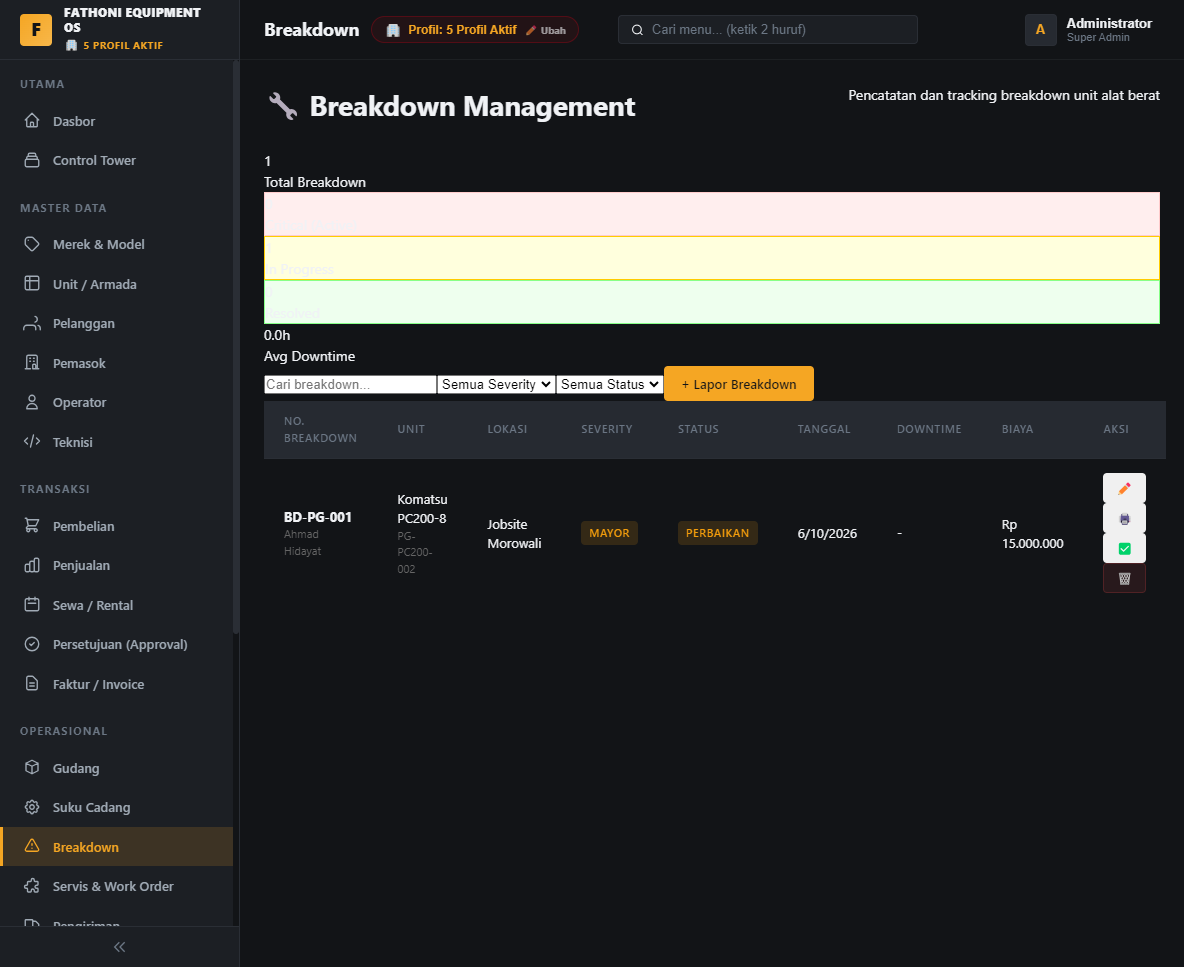 F
FATHONI EQUIPMENT
OS
5 PROFIL AKTIF
Breakdown
Profil: 5 Profil Aktif
Ubah
Cari menu... (ketik 2 huruf)
A
Administrator
Super Admin
UTAMA
Dasbor
Control Tower
MASTER DATA
Merek & Model
Unit / Armada
Pelanggan
Pemasok
Operator
Teknisi
TRANSAKSI
Pembelian
Penjualan
Sewa / Rental
Persetujuan (Approval)
Faktur / Invoice
OPERASIONAL
Gudang
Suku Cadang
Breakdown
Servis & Work Order
Pengiriman
Breakdown Management
Pencatatan dan tracking breakdown unit alat berat
1
Total Breakdown
1
In Progress
Resolved
0.0h
Avg Downtime
Cari breakdown...
Semua Severity
Semua Status
+ Lapor Breakdown
NO.
BREAKDOWN
UNIT
LOKASI
SEVERITY
STATUS
TANGGAL
DOWNTIME
BIAYA
AKSI
BD-PG-001
Ahmad
Hidayat
Komatsu
PC200-8
PG-
PC200-
002
Jobsite
Morowali
MAYOR
PERBAIKAN
6/10/2026
-
Rp
15.000.000